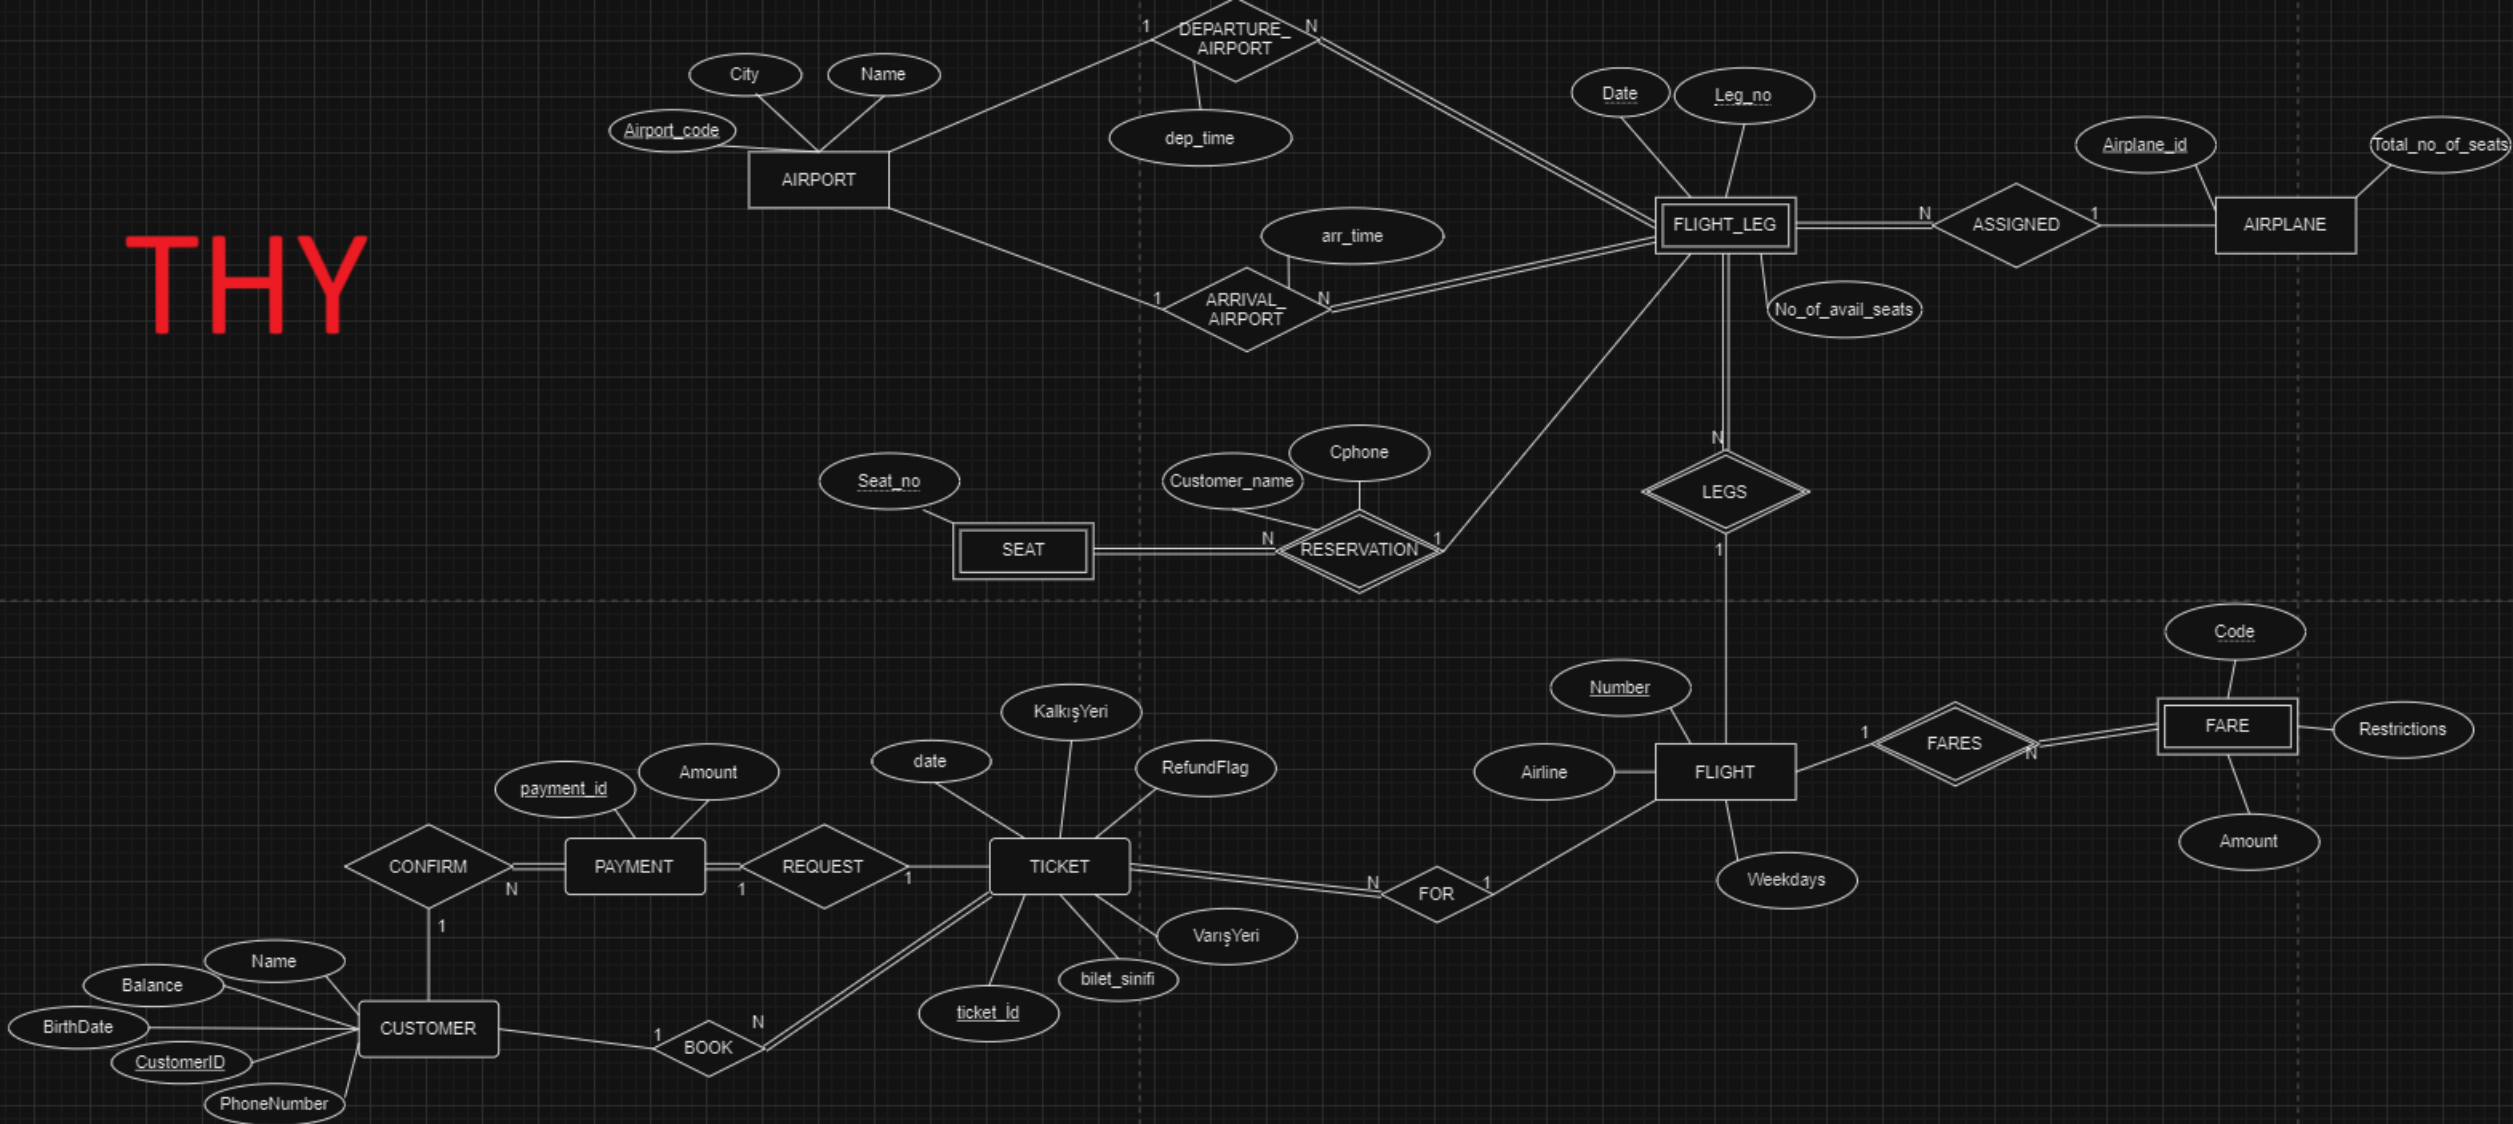 1
DEPARTURE_
AIRPORT
N
City
Name
Airport_code
dep_time
AIRPORT
Date
Leg_no
Airplane_id
Total_no_of_seats
FLIGHT_LEG
N
ASSIGNED
1
AIRPLANE
THY
arr_time
1
ARRIVAL_
AIRPORT
N
No_of_avail_seats
N
LEGS
1
Seat_no
Customer_name
Cphone
SEAT
N
RESERVATION
1
Code
Number
Airline
FLIGHT
1
FARES
N
FARE
Restrictions
Amount
Weekdays
KalkışYeri
date
RefundFlag
payment_id
Amount
CONFIRM
N
PAYMENT
1
REQUEST
1
TICKET
N
FOR
1
VarışYeri
bilet_sinifi
ticket_İd
1
Name
Balance
BirthDate
CUSTOMER
CustomerID
PhoneNumber
1
BOOK
N